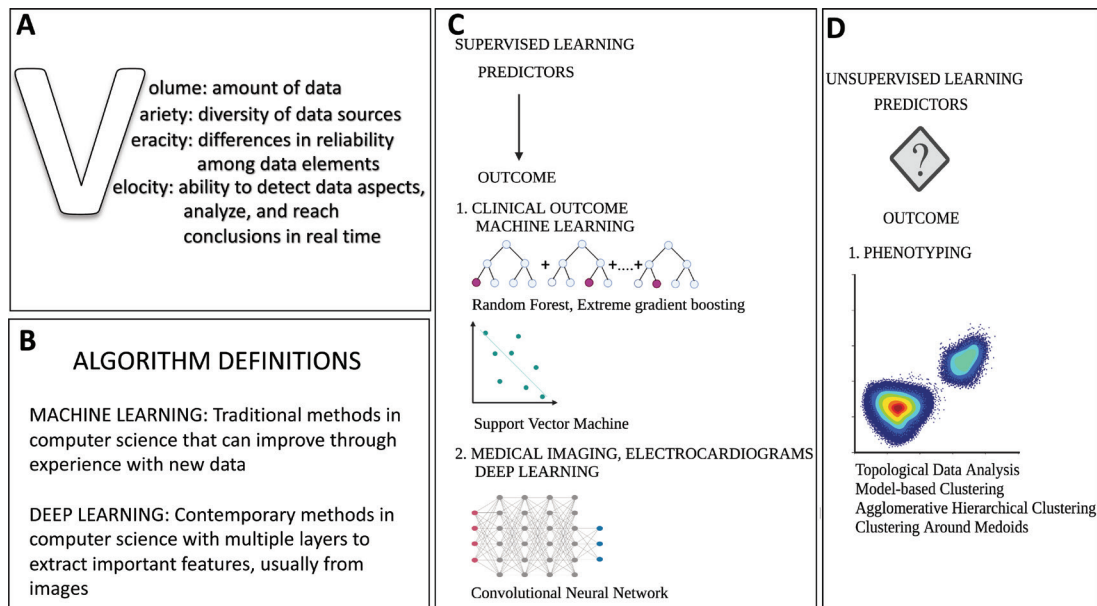 A
V
olume: amount of data
ariety: diversity of data sources
eracity: differences in reliability
among data elements
elocity: ability to detect data aspects,
analyze, and reach
conclusions in real time
B
ALGORITHM DEFINITIONS
MACHINE LEARNING: Traditional methods in
computer science that can improve through
experience with new data
DEEP LEARNING: Contemporary methods in
computer science with multiple layers to
extract important features, usually from
images
C
SUPERVISED LEARNING
PREDICTORS
OUTCOME
1. CLINICAL OUTCOME
MACHINE LEARNING
+ +....+
Random Forest, Extreme gradient boosting
Support Vector Machine
2. MEDICAL IMAGING, ELECTROCARDIOGRAMS
DEEP LEARNING
Convolutional Neural Network
D
UNSUPERVISED LEARNING
PREDICTORS
?
OUTCOME
1. PHENOTYPING
Topological Data Analysis
Model-based Clustering
Agglomerative Hierarchical Clustering
Clustering Around Medoids